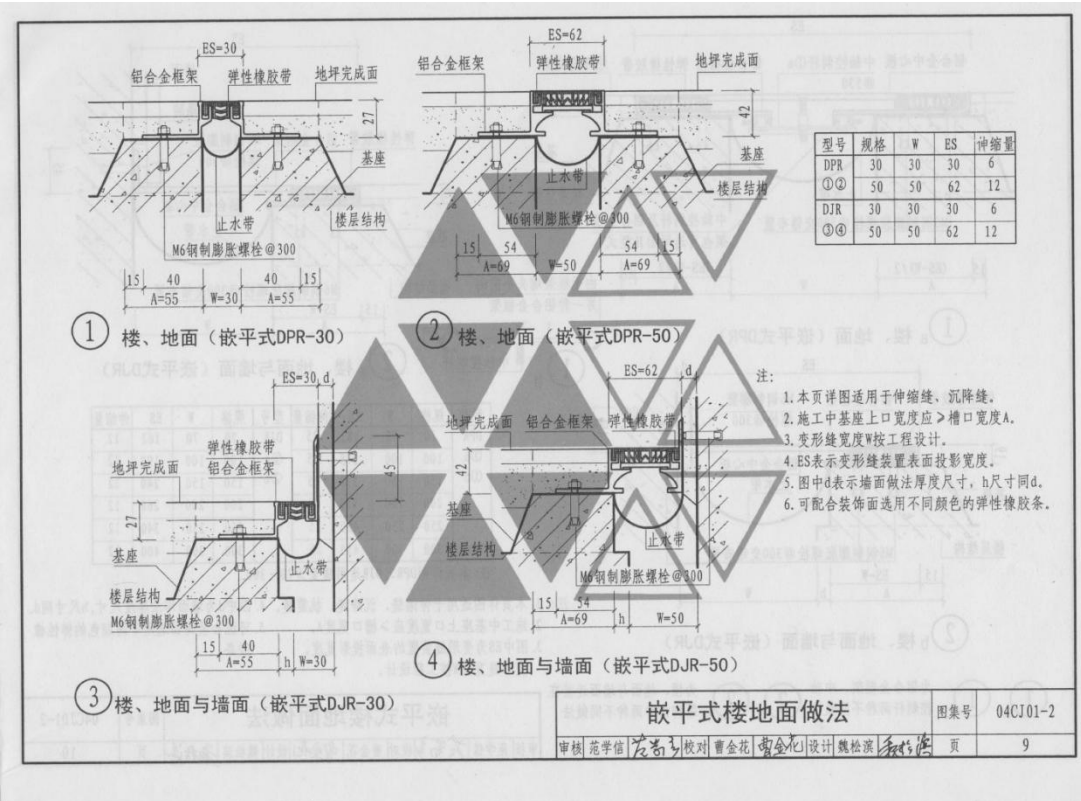 ES=30
铝合金框架 弹性橡胶带 地坪完成面
27
基座
止水带
楼层结构
M6钢制膨胀螺栓@300
15 40 40 15
A=55 W=30 A=55
① 楼、地面（嵌平式DPR-30）
ES=62
铝合金框架 弹性橡胶带 地坪完成面
42
基座
止水带
M6钢制膨胀螺栓@300 楼层结构
15 54 54 15
A=69 W=50 A=69
② 楼、地面（嵌平式DPR-50）
型号 规格 W ES 伸缩量
DPR 30 30 30 6
①② 50 50 62 12
DJR 30 30 30 6
③④ 50 50 62 12
ES=30 d
弹性橡胶带
地坪完成面 铝合金框架
45
27
基座
止水带
楼层结构
M6钢制膨胀螺栓@300
15 40
A=55 h W=30
③ 楼、地面与墙面（嵌平式DJR-30）
ES=62 d
地坪完成面 铝合金框架 弹性橡胶带
42
基座
止水带
楼层结构
M6钢制膨胀螺栓@300
15 54
A=69 h W=50
④ 楼、地面与墙面（嵌平式DJR-50）
注：
1.本页详图适用于伸缩缝、沉降缝。
2.施工中基座上口宽度应≥槽口宽度A。
3.变形缝宽度W按工程设计。
4.ES表示变形缝装置表面投影宽度。
5.图中d表示墙面做法厚度尺寸，h尺寸同d。
6.可配合装饰面选用不同颜色的弹性橡胶条。
嵌平式楼地面做法 图集号 04CJ01-2
审核 范学信 校对 曹金花 曹金花 设计 魏松滨 页 9